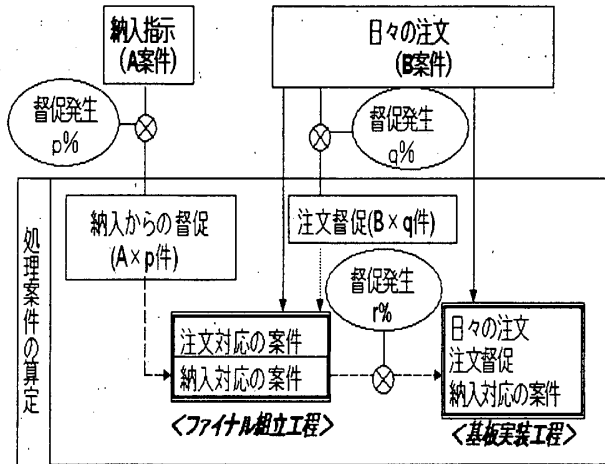 納入指示
(A案件)
日々の注文
(B案件)
督促発生
p%
督促発生
q%
処理案件の算定
納入からの督促
(A×p件)
注文督促(B×q件)
督促発生
r%
注文対応の案件
納入対応の案件
<ファイナル組立工程>
日々の注文
注文督促
納入対応の案件
<基板実装工程>